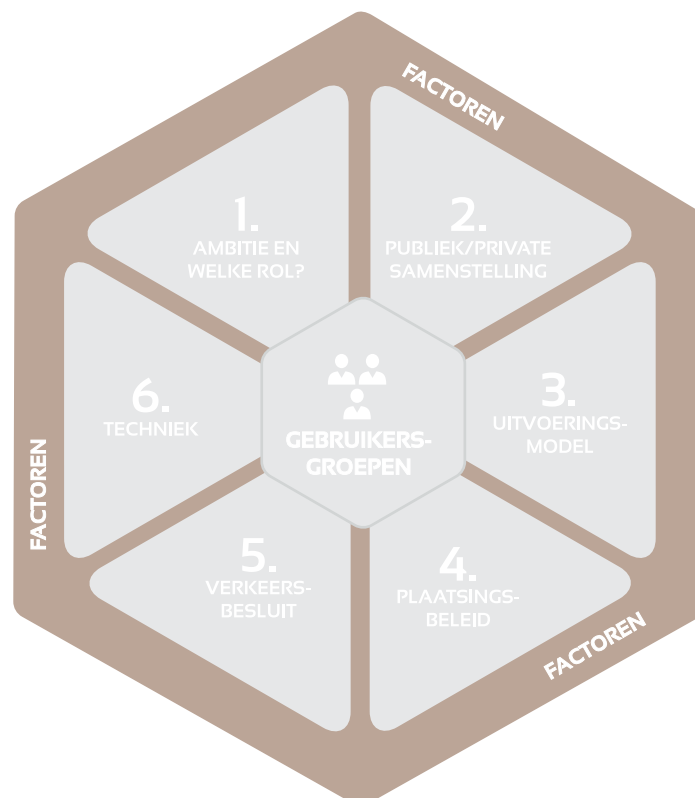 FACTOREN
1.
AMBITIE EN
WELKE ROL?
2.
PUBLIEK/PRIVATE
SAMENSTELLING
3.
UITVOERINGS-
MODEL
4.
PLAATSINGS-
BELEID
5.
VERKEERS-
BESLUIT
6.
TECHNIEK
GEBRUIKERS-
GROEPEN
FACTOREN
FACTOREN